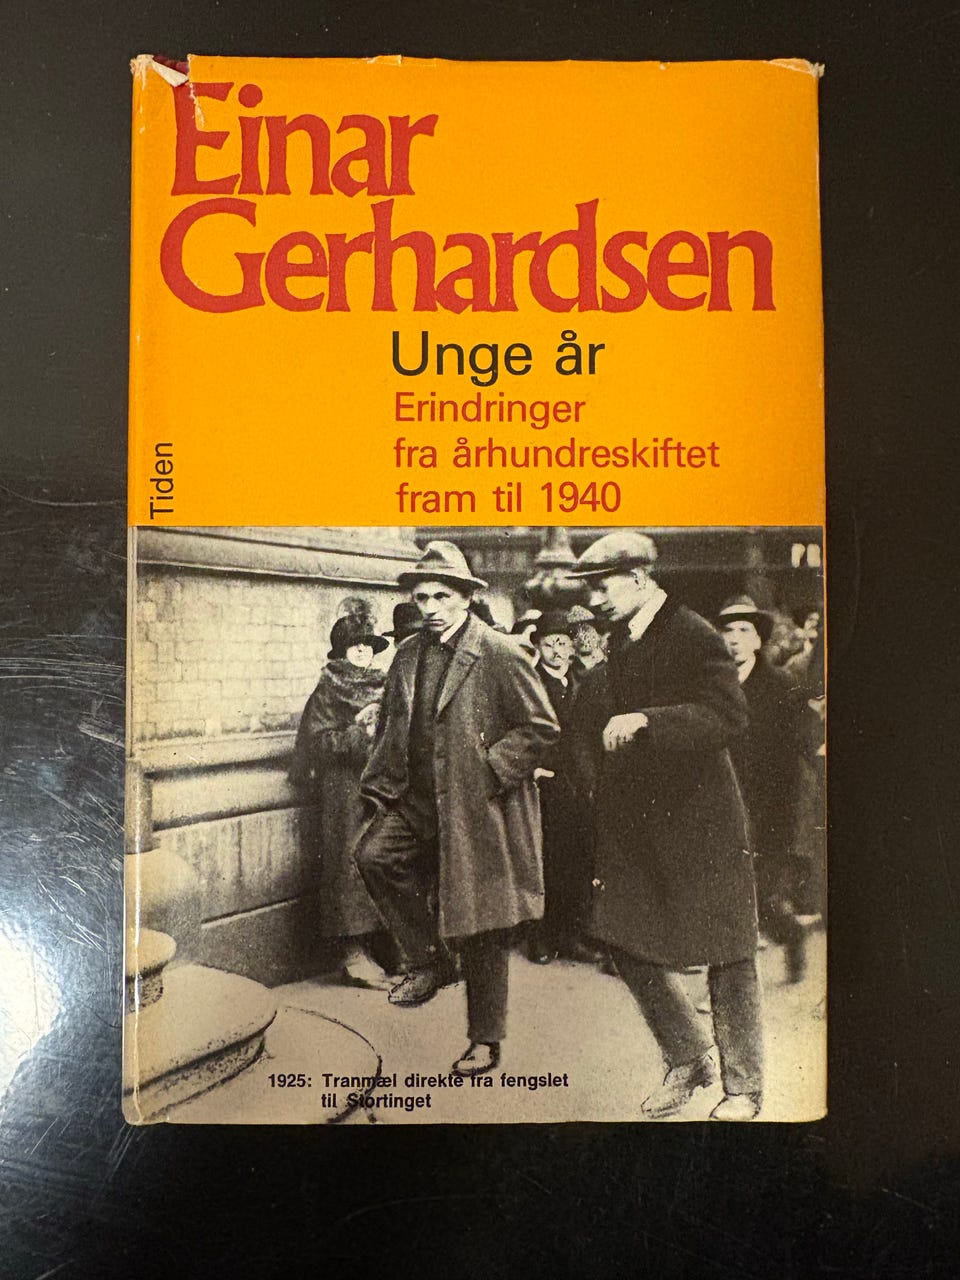 Einar
Gerhardsen
Unge år
Erindringer
fra århundreskiftet
fram til 1940
Tiden
1925: Tranmæl direkte fra fengslet
til Stortinget